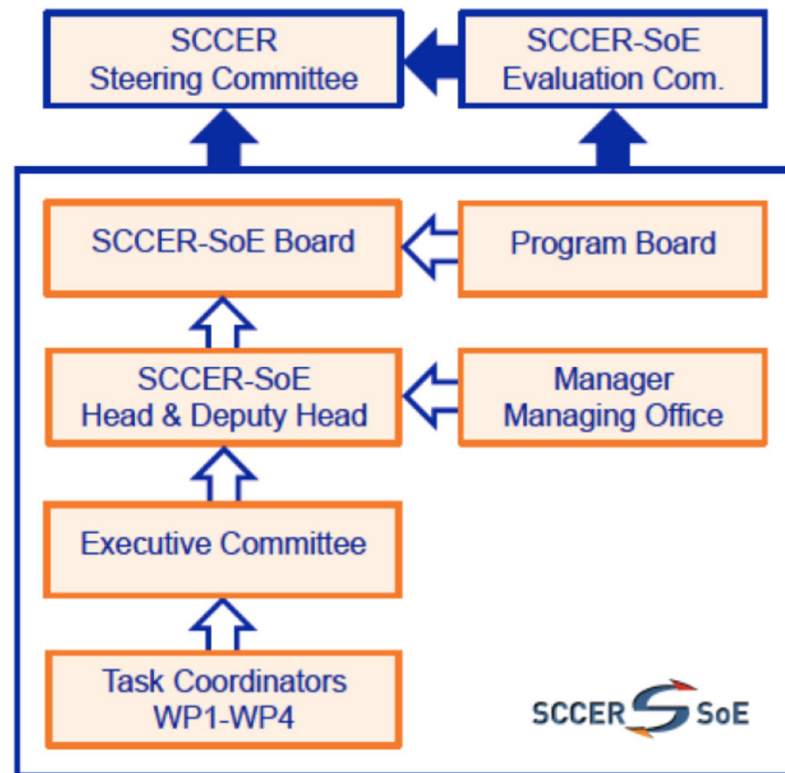 SCCER
Steering Committee
SCCER-SoE
Evaluation Com.
SCCER-SoE Board
Program Board
SCCER-SoE
Head & Deputy Head
Manager
Managing Office
Executive Committee
Task Coordinators
WP1-WP4
SCCER SoE